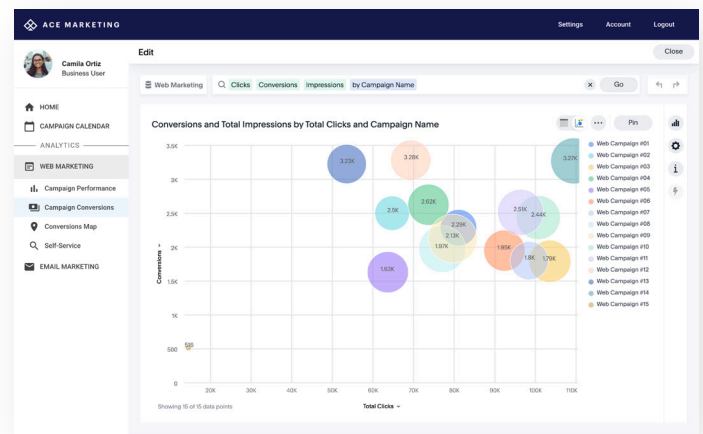 ACE MARKETING
Settings Account Logout
Camila Ortiz
Business User
Edit
Close
Web Marketing
Clicks Conversions Impressions by Campaign Name
Go
HOME
CAMPAIGN CALENDAR
ANALYTICS
WEB MARKETING
Campaign Performance
Campaign Conversions
Conversions Map
Self-Service
EMAIL MARKETING
Conversions and Total Impressions by Total Clicks and Campaign Name
Pin
3.5K
3K
2.5K
2K
1.5K
1K
500
0
Conversions
3.23K
3.28K
3.27K
2.5K
2.62K
2.51K
2.44K
2.29K
2.13K
1.97K
1.95K
1.8K
1.79K
1.63K
515
20K 30K 40K 50K 60K 70K 80K 90K 100K 110K
Total Clicks
Showing 15 of 15 data points
Web Campaign #01
Web Campaign #02
Web Campaign #03
Web Campaign #04
Web Campaign #05
Web Campaign #06
Web Campaign #07
Web Campaign #08
Web Campaign #09
Web Campaign #10
Web Campaign #11
Web Campaign #12
Web Campaign #13
Web Campaign #14
Web Campaign #15